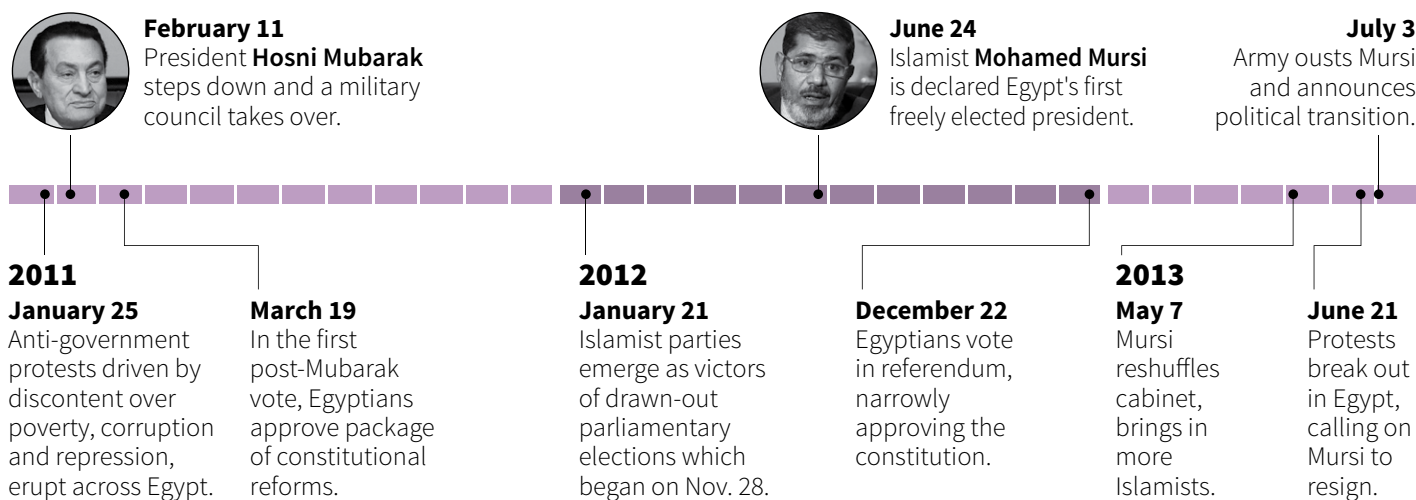 February 11
President Hosni Mubarak
steps down and a military
council takes over.
June 24
Islamist Mohamed Mursi
is declared Egypt's first
freely elected president.
July 3
Army ousts Mursi
and announces
political transition.
2011
January 25
Anti-government
protests driven by
discontent over
poverty, corruption
and repression,
erupt across Egypt.
March 19
In the first
post-Mubarak
vote, Egyptians
approve package
of constitutional
reforms.
2012
January 21
Islamist parties
emerge as victors
of drawn-out
parliamentary
elections which
began on Nov. 28.
December 22
Egyptians vote
in referendum,
narrowly
approving the
constitution.
2013
May 7
Mursi
reshuffles
cabinet,
brings in
more
Islamists.
June 21
Protests
break out
in Egypt,
calling on
Mursi to
resign.